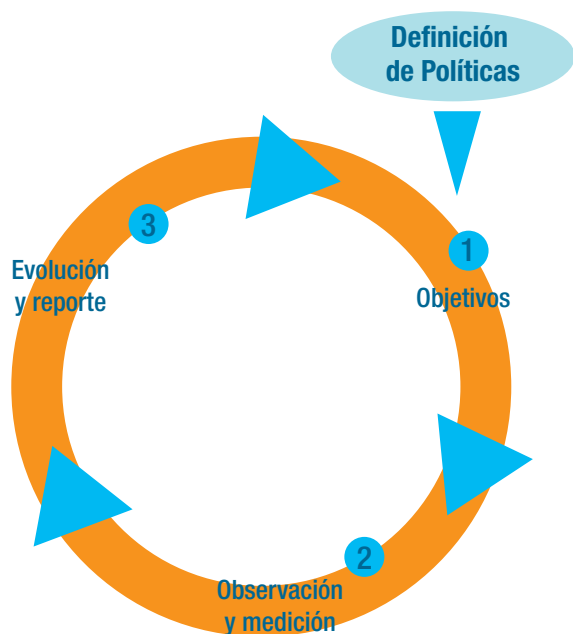 Definición
de Políticas
1
Objetivos
2
Observación
y medición
3
Evolución
y reporte